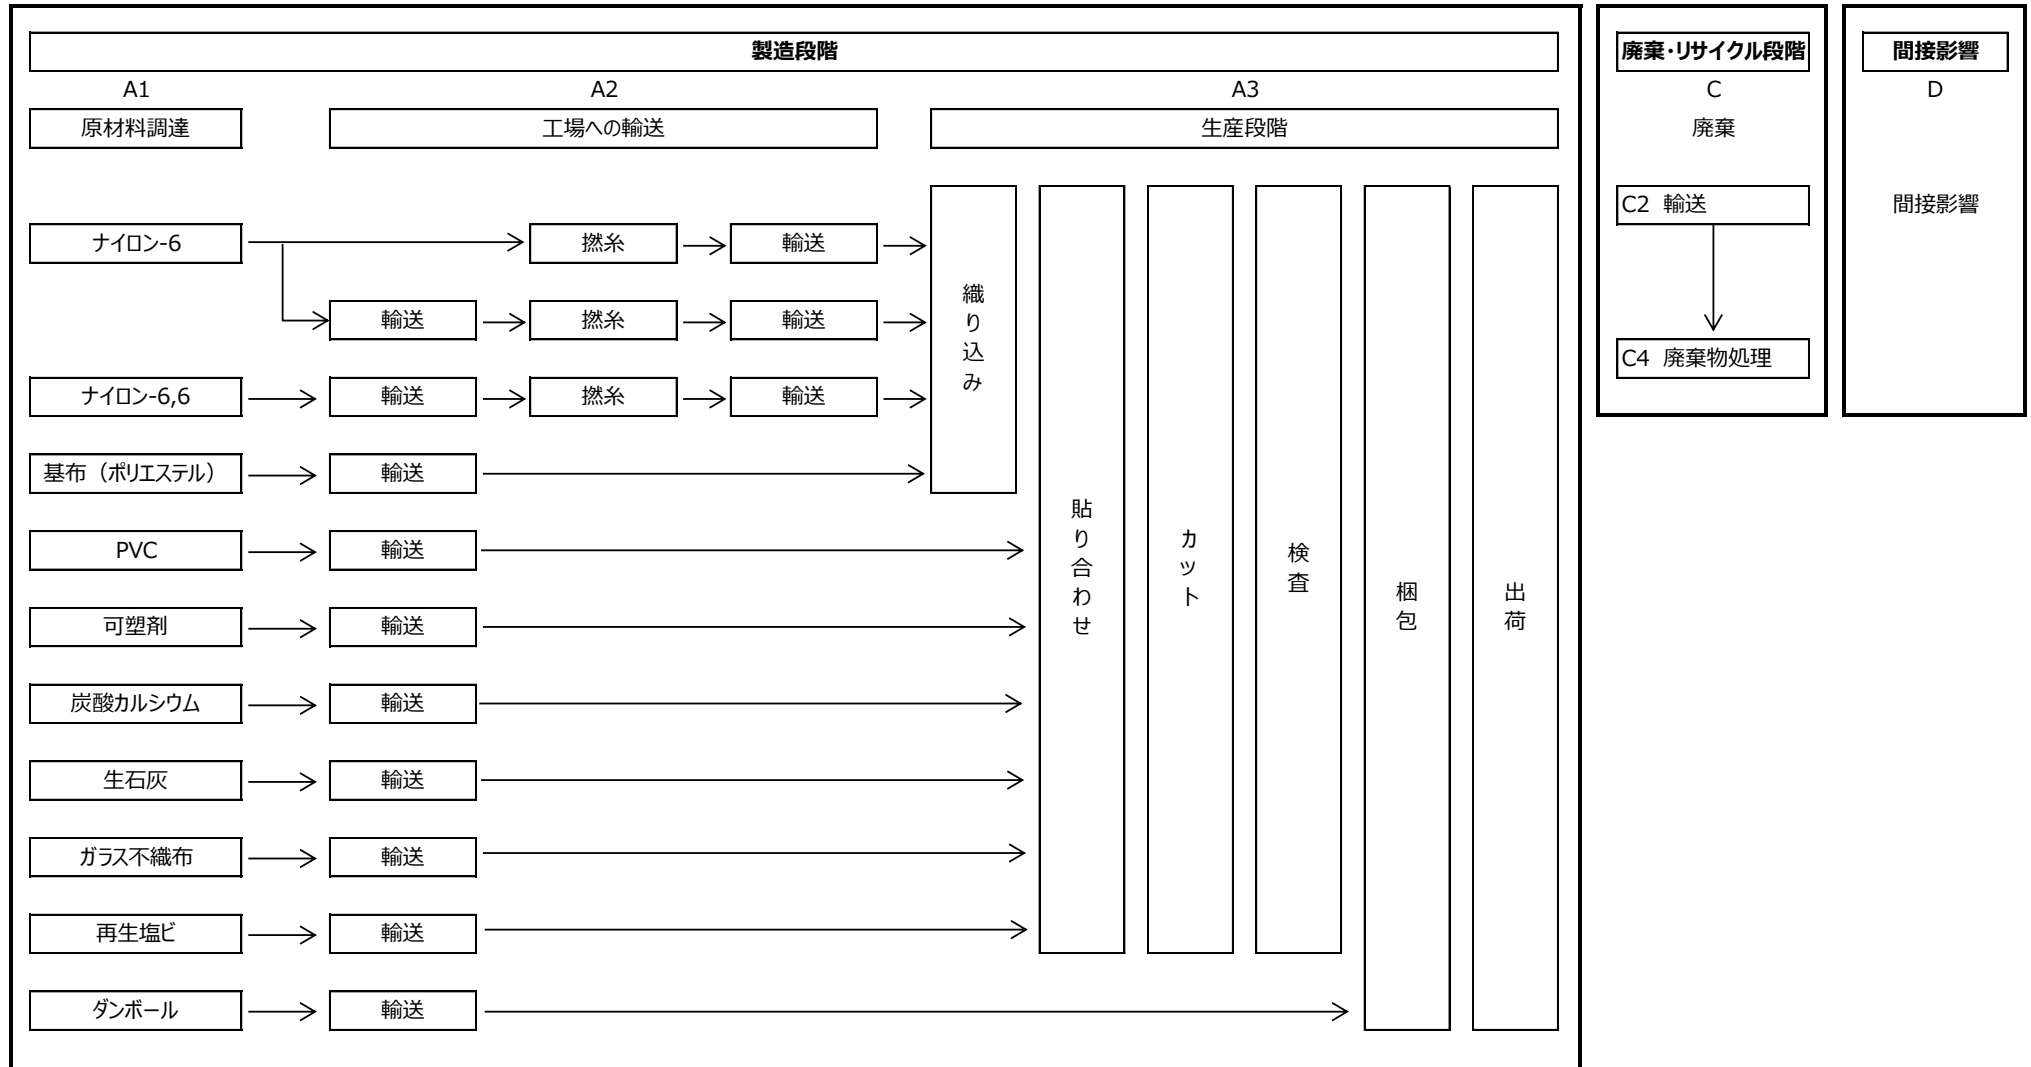 製造段階
廃棄・リサイクル段階
間接影響
A1
A2
A3
C
D
原材料調達
工場への輸送
生産段階
廃棄
C2 輸送
間接影響
ナイロン-6
撚糸
輸送
輸送
撚糸
輸送
織り込み
C4 廃棄物処理
ナイロン-6,6
輸送
撚糸
輸送
基布（ポリエステル）
輸送
PVC
輸送
貼り合わせ
カット
検査
梱包
出荷
可塑剤
輸送
炭酸カルシウム
輸送
生石灰
輸送
ガラス不織布
輸送
再生塩ビ
輸送
ダンボール
輸送